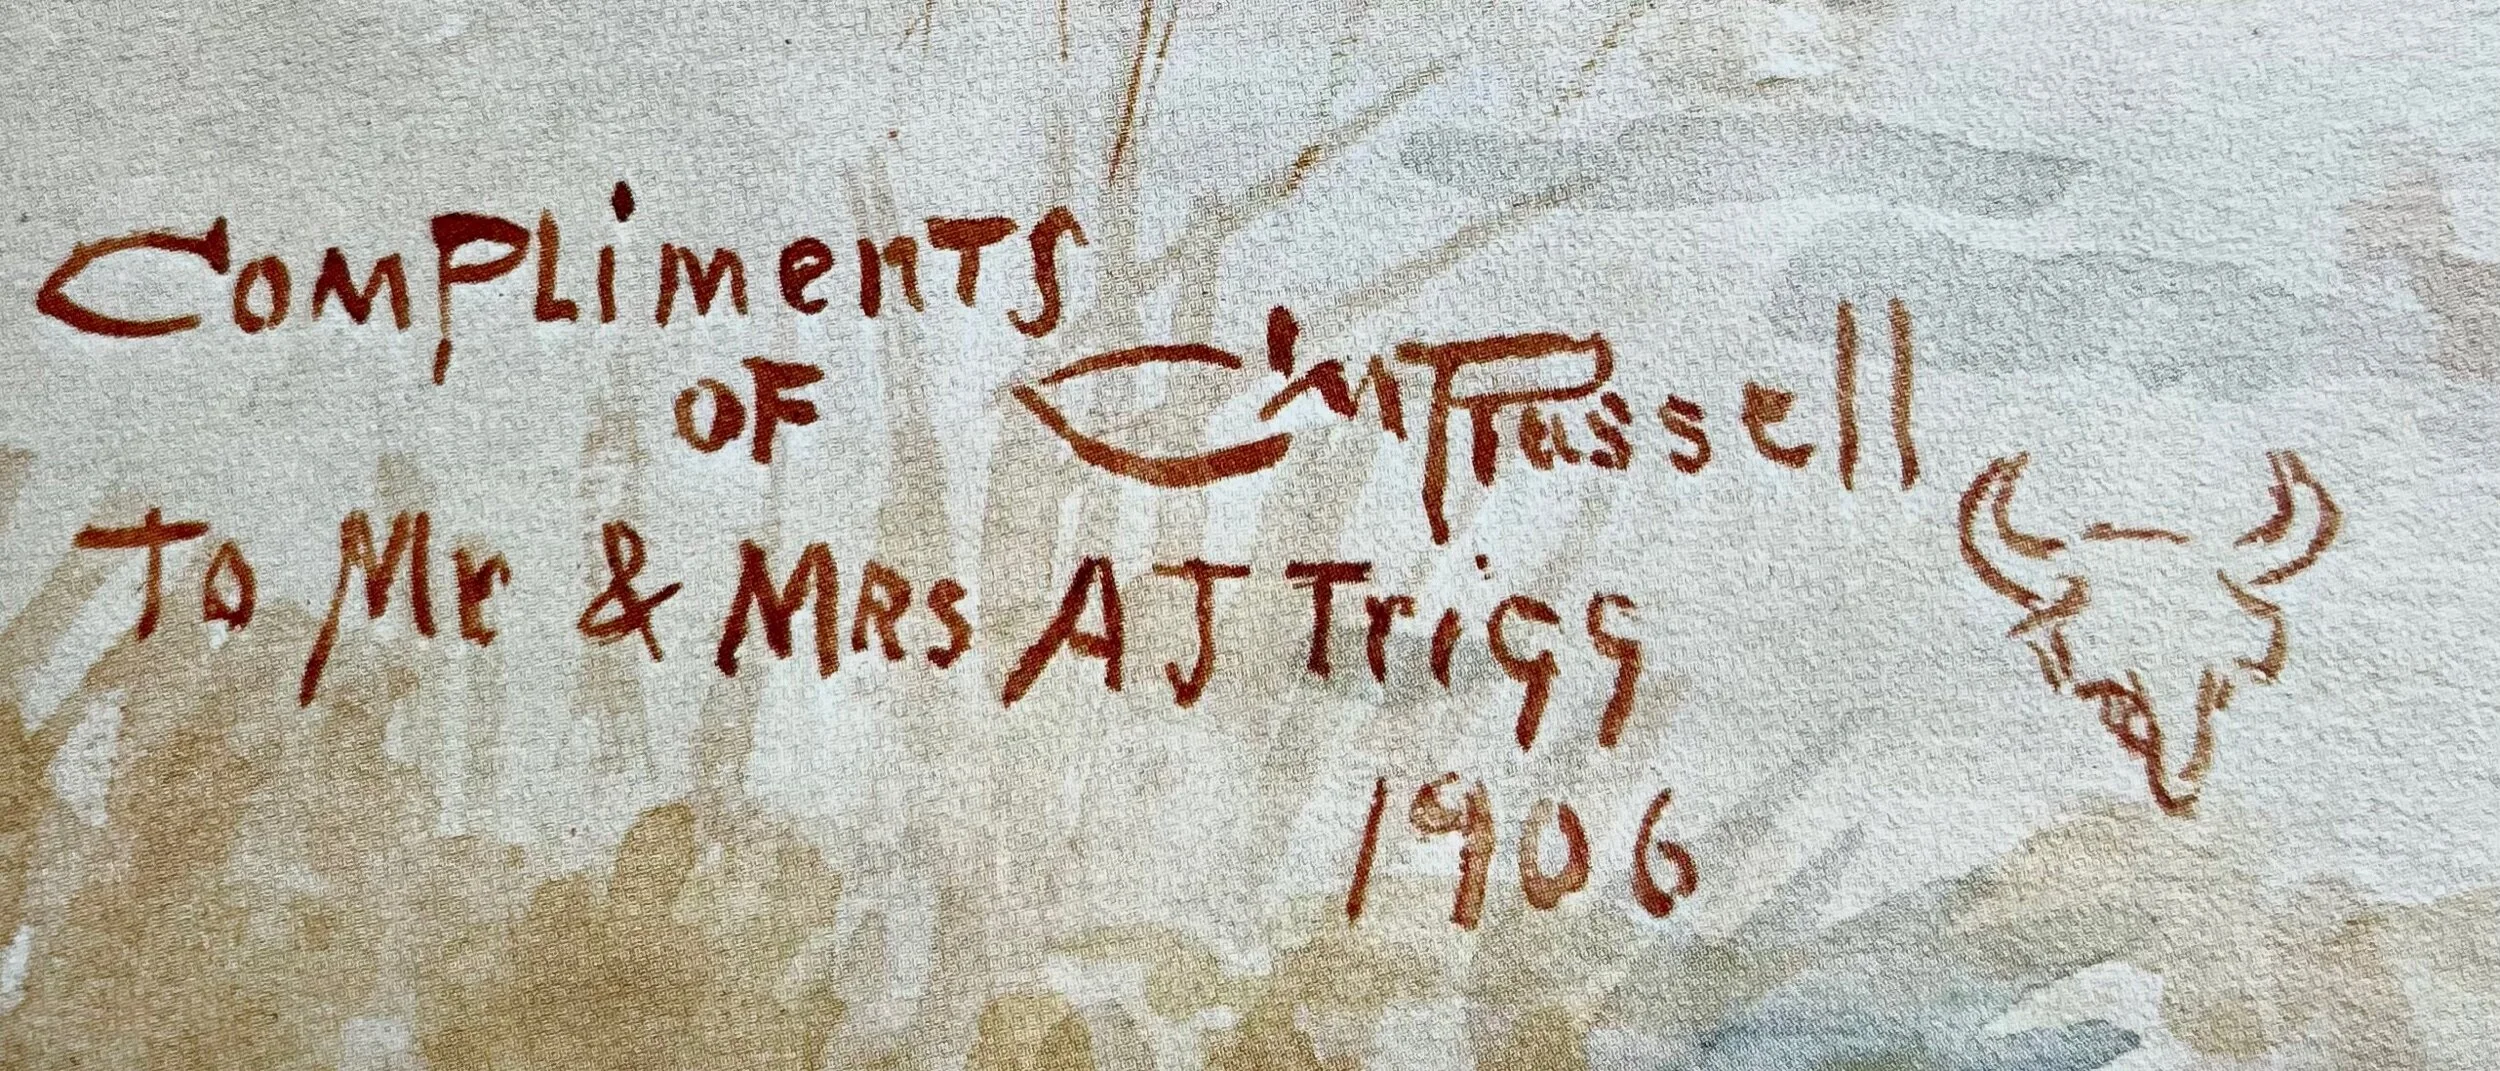 Compliments
OF CM Russell
To Mr & Mrs AJ Trigg
1906